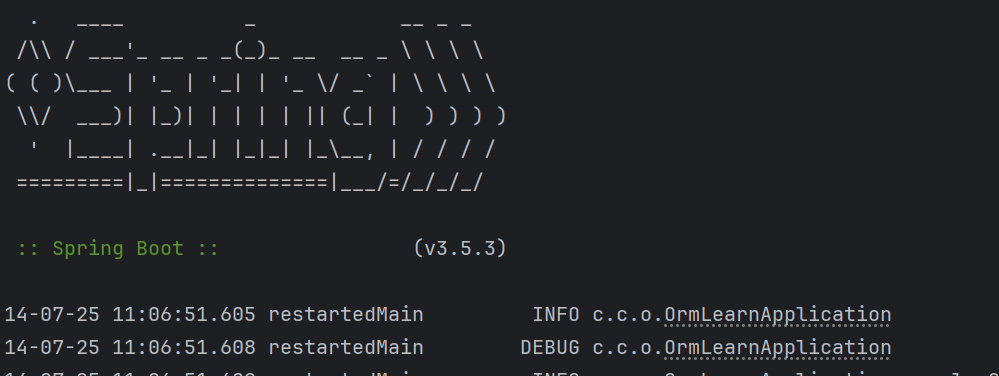 .   ____          _            __ _ _
 /\\ / ___'_ __ _ _(_)_ __  __ _ \ \ \ \
( ( )\___ | '_ | '_| | '_ \/ _` | \ \ \ \
 \\/  ___)| |_)| | | | | || (_| |  ) ) ) )
  '  |____| .__|_| |_|_| |_\__, | / / / /
 =========|_|==============|___/=/_/_/_/

 :: Spring Boot ::                (v3.5.3)

14-07-25 11:06:51.605 restartedMain         INFO c.c.o.OrmLearnApplication
14-07-25 11:06:51.608 restartedMain        DEBUG c.c.o.OrmLearnApplication